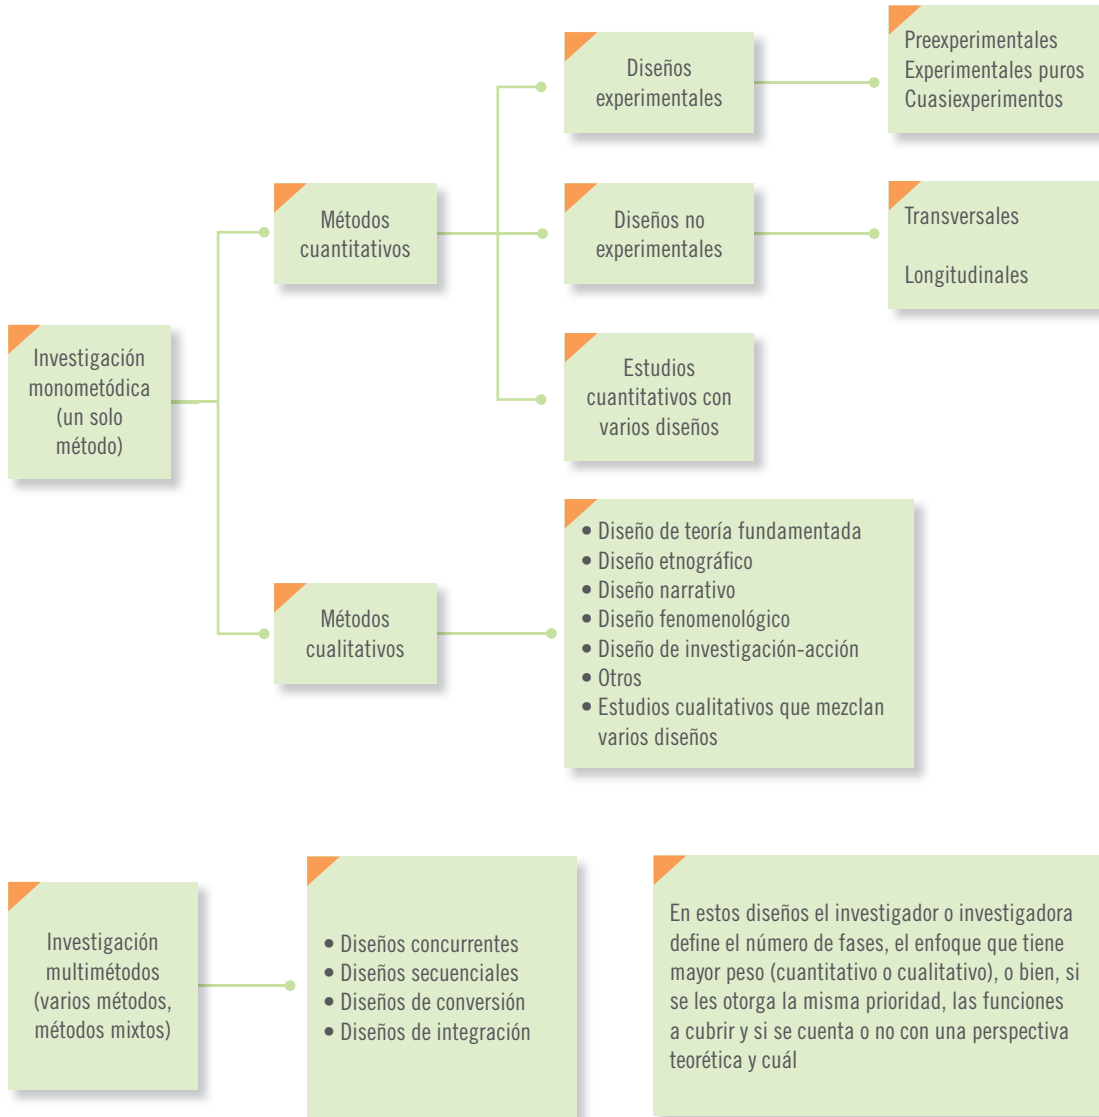 Diseños
experimentales
Preexperimentales
Experimentales puros
Cuasiexperimentos
Métodos
cuantitativos
Diseños no
experimentales
Transversales
Longitudinales
Investigación
monometódica
(un solo
método)
Estudios
cuantitativos con
varios diseños
Métodos
cualitativos
• Diseño de teoría fundamentada
• Diseño etnográfico
• Diseño narrativo
• Diseño fenomenológico
• Diseño de investigación-acción
• Otros
• Estudios cualitativos que mezclan
varios diseños
Investigación
multimétodos
(varios métodos,
métodos mixtos)
• Diseños concurrentes
• Diseños secuenciales
• Diseños de conversión
• Diseños de integración
En estos diseños el investigador o investigadora
define el número de fases, el enfoque que tiene
mayor peso (cuantitativo o cualitativo), o bien, si
se les otorga la misma prioridad, las funciones
a cubrir y si se cuenta o no con una perspectiva
teorética y cuál